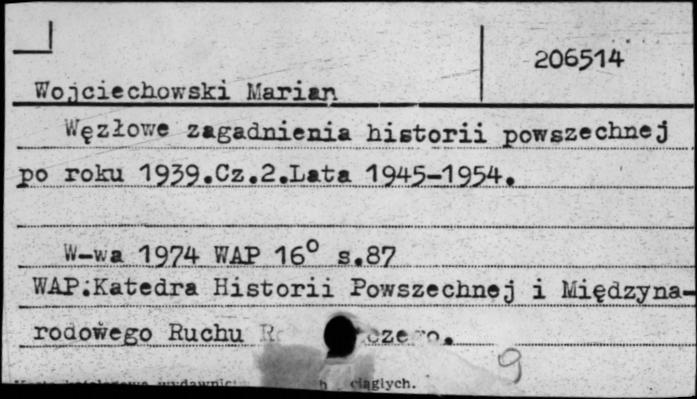 206514
Wojciechowski Marian
Węzłowe zagadnienia historii powszechnej
po roku 1939.Cz.2.Lata 1945-1954.
W-wa 1974 WAP 16° s.87
WAP.Katedra Historii Powszechnej i Międzyna-
rodowego Ruchu
9
ciągłych.